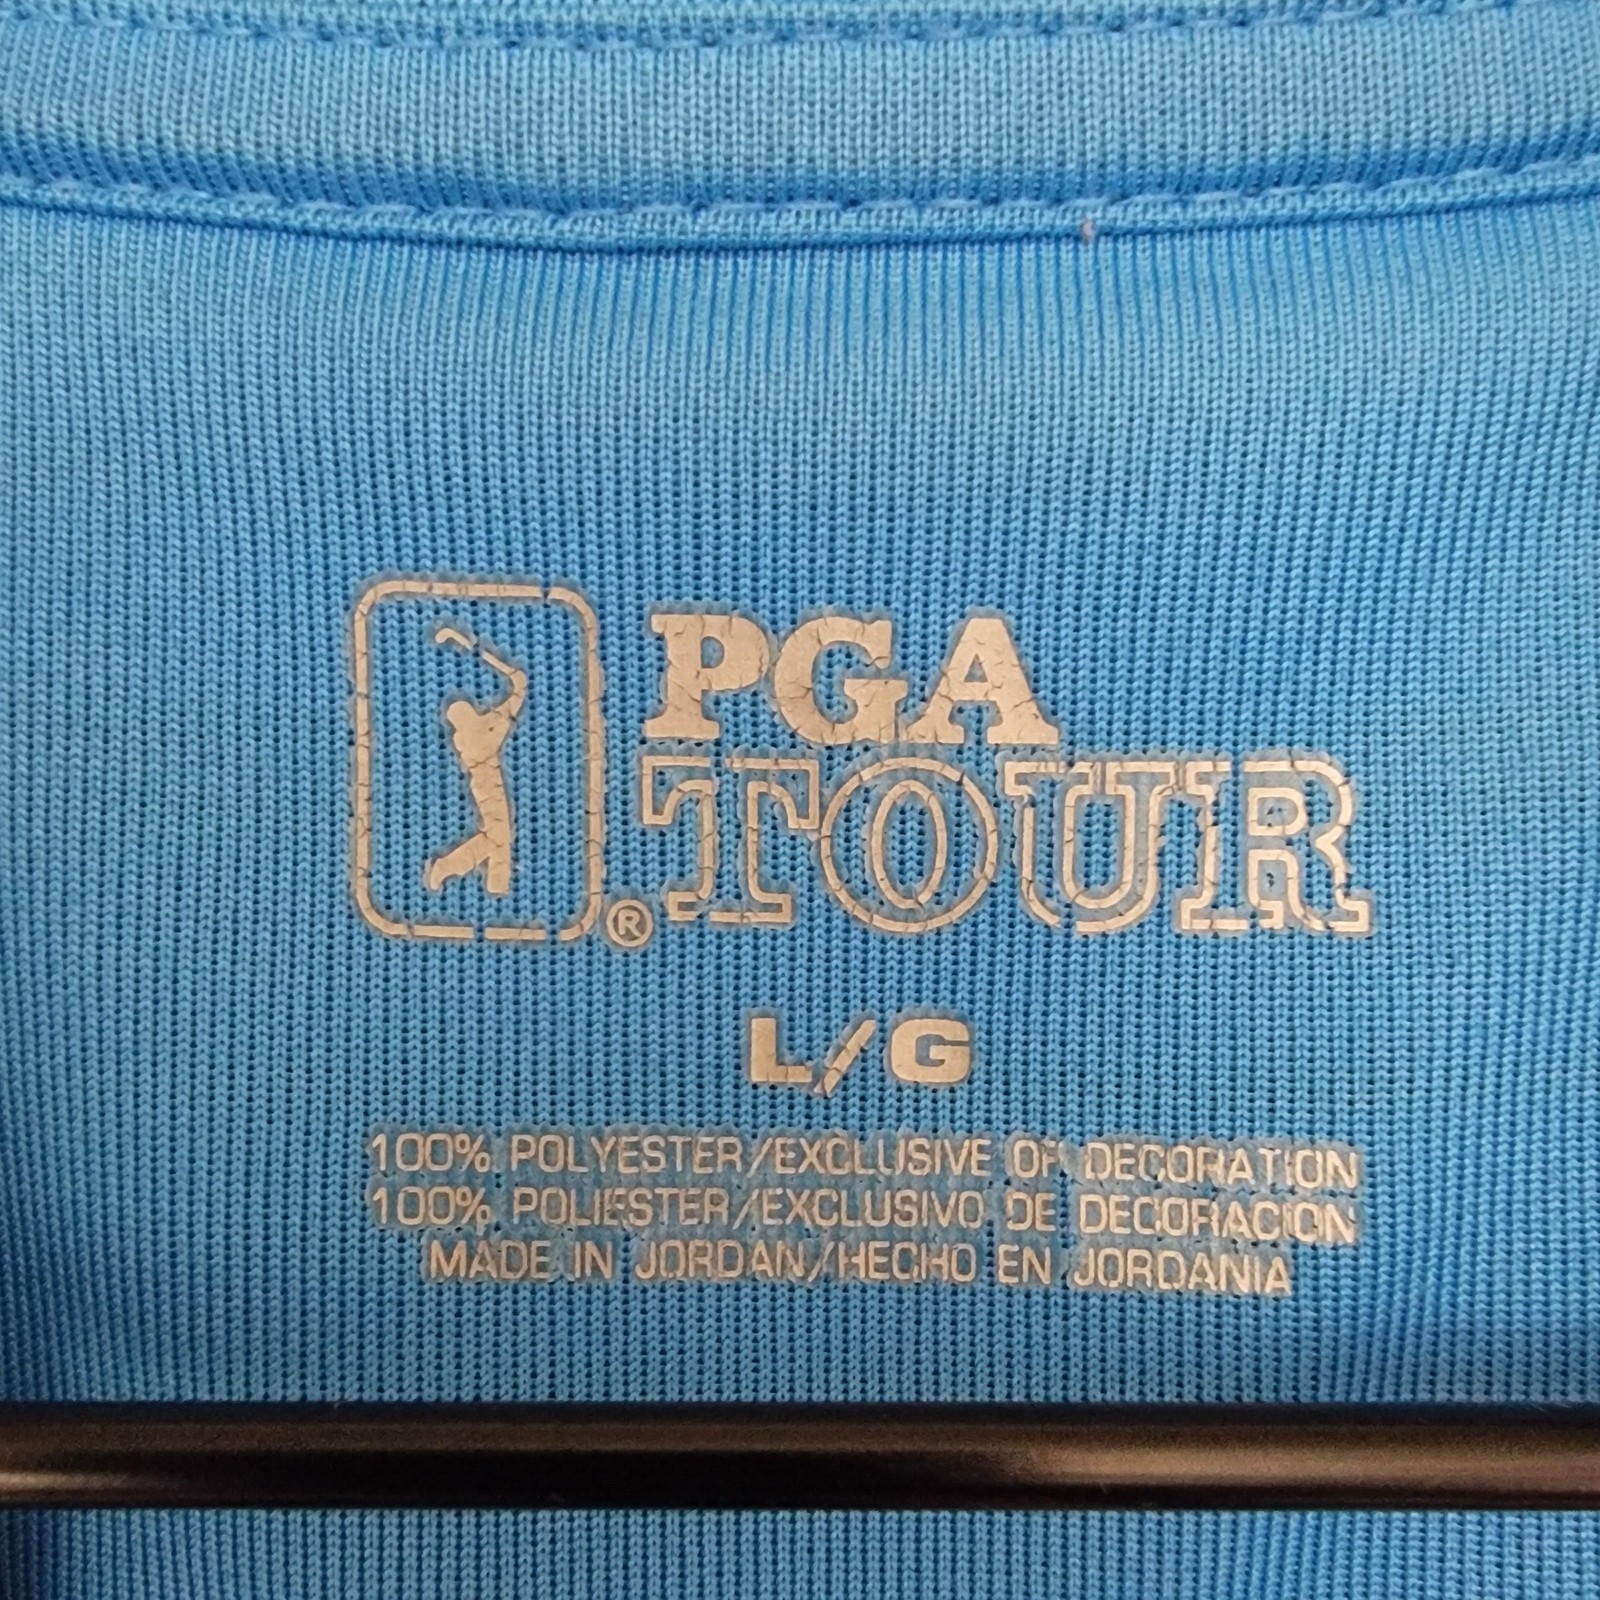 PGA
TOUR
®
L/G
100% POLYESTER/EXCLUSIVE OF DECORATION
100% POLIESTER/EXCLUSIVO DE DECORACION
MADE IN JORDAN/HECHO EN JORDANIA